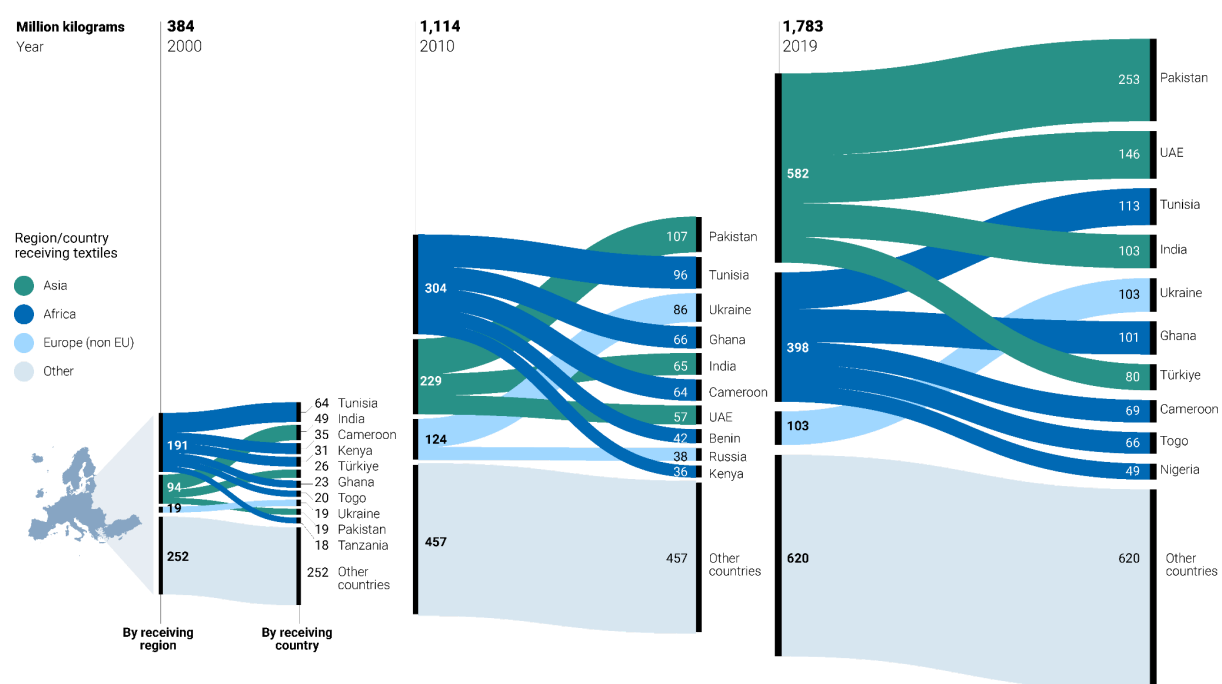 Million kilograms
Year
384
2000
1,114
2010
1,783
2019
Region/country
receiving textiles
Asia
Africa
Europe (non EU)
Other
191
94
19
252
64 Tunisia
49 India
35 Cameroon
31 Kenya
26 Türkiye
23 Ghana
20 Togo
19 Ukraine
19 Pakistan
18 Tanzania
252 Other
countries
By receiving
region
By receiving
country
304
229
124
457
107 Pakistan
96 Tunisia
86 Ukraine
66 Ghana
65 India
64 Cameroon
57 UAE
42 Benin
38 Russia
36 Kenya
457 Other
countries
582
398
103
620
253 Pakistan
146 UAE
113 Tunisia
103 India
103 Ukraine
101 Ghana
80 Türkiye
69 Cameroon
66 Togo
49 Nigeria
620 Other
countries